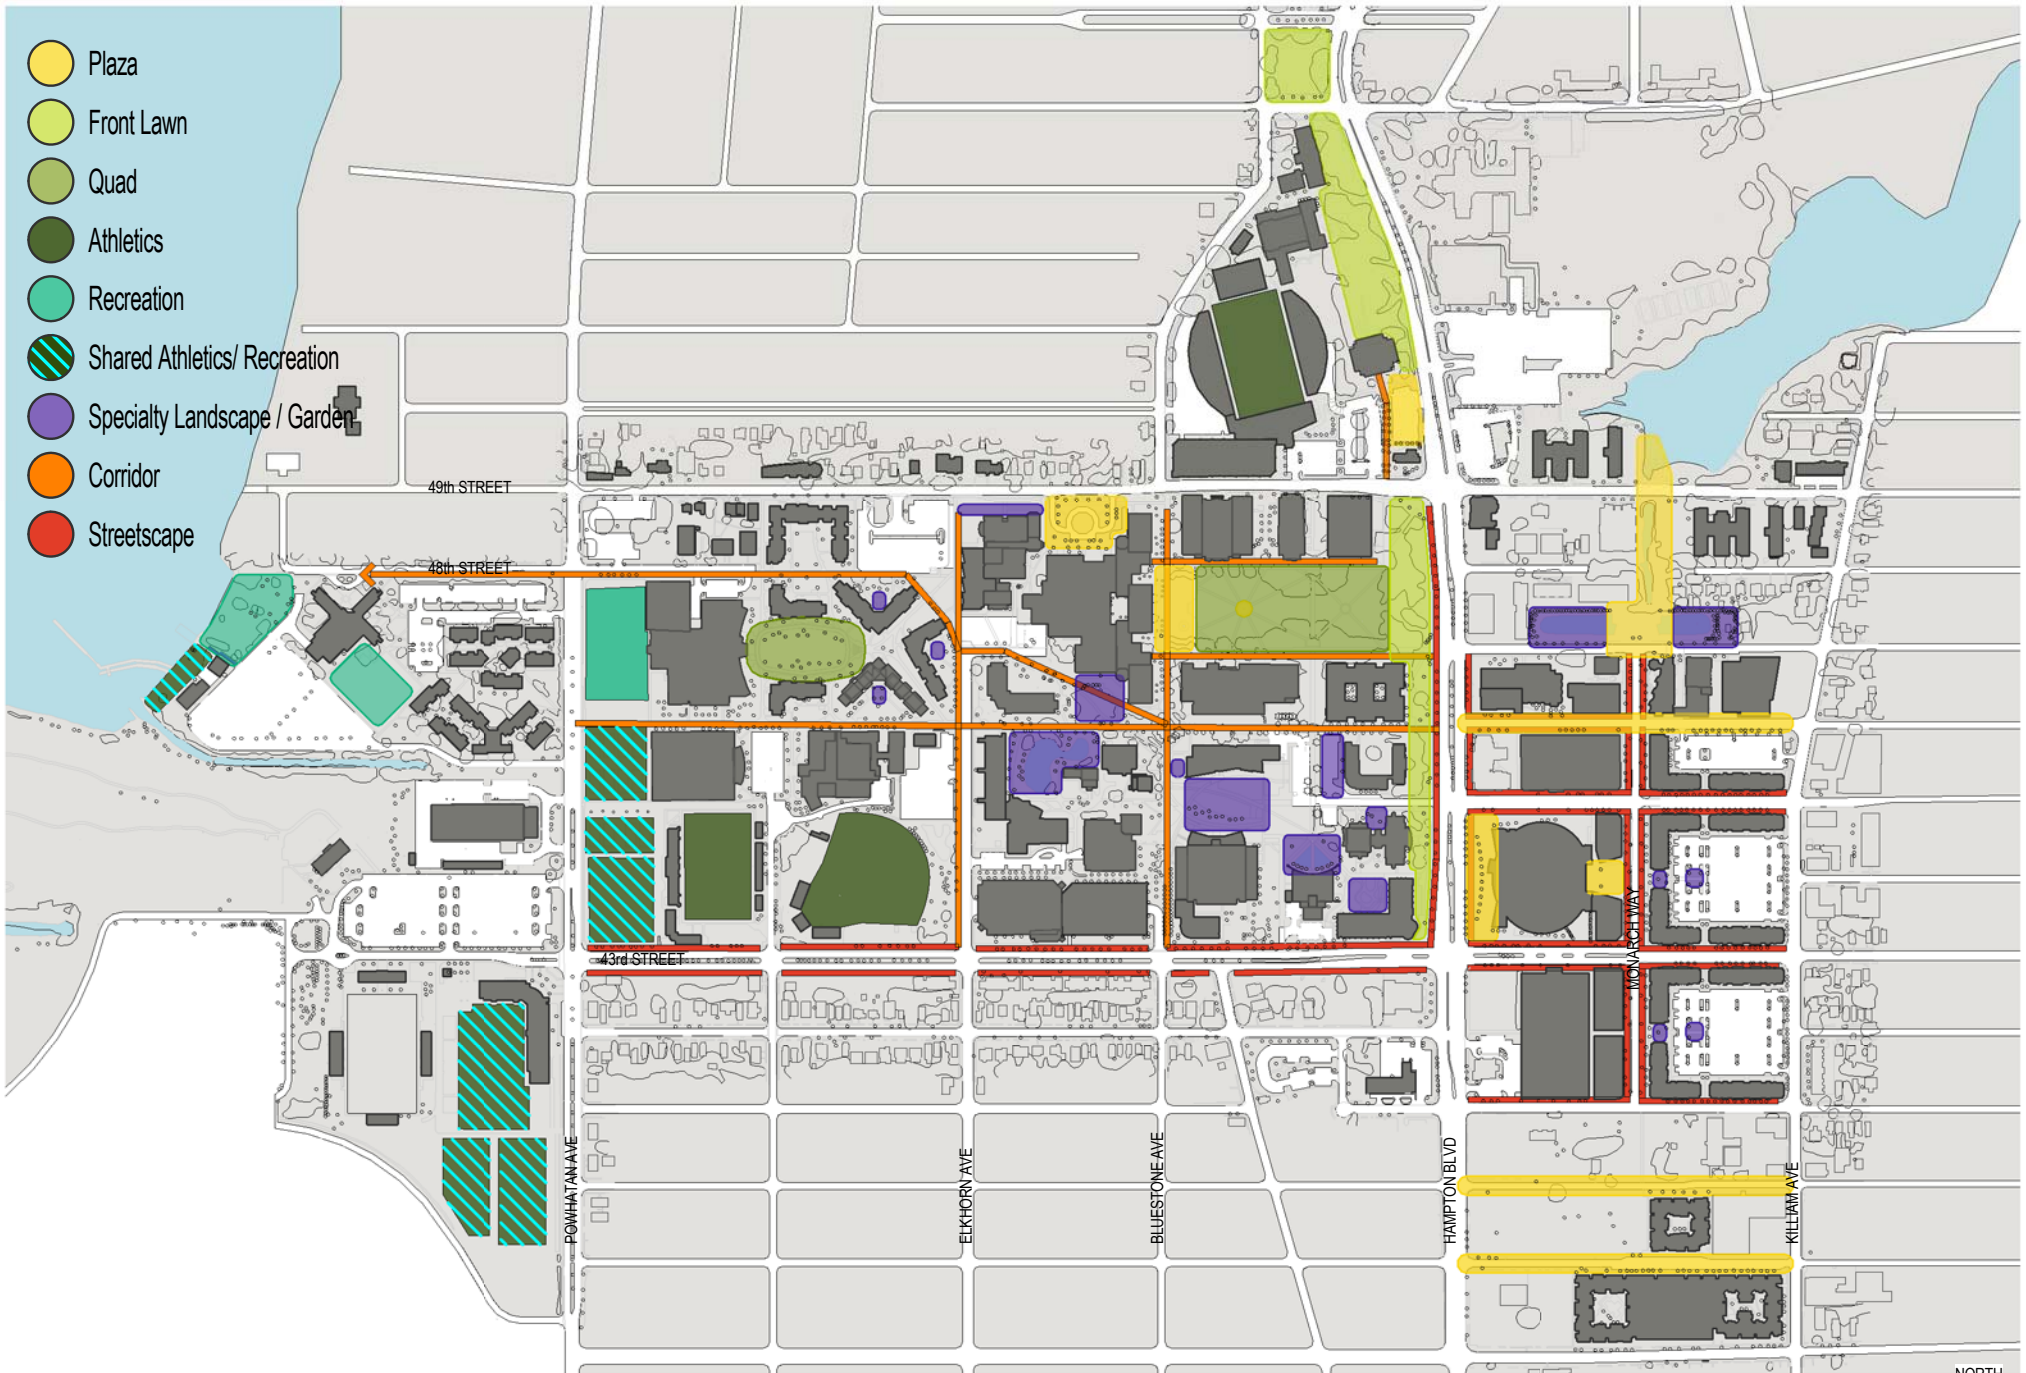 Plaza
Front Lawn
Quad
Athletics
Recreation
Shared Athletics/ Recreation
Specialty Landscape / Garden
Corridor
Streetscape
49th STREET
48th STREET
43rd STREET
MONARCH WAY
POWHATAN AVE
ELKHORN AVE
BLUESTONE AVE
HAMPTON BLVD
KILLIAM AVE
NORTH